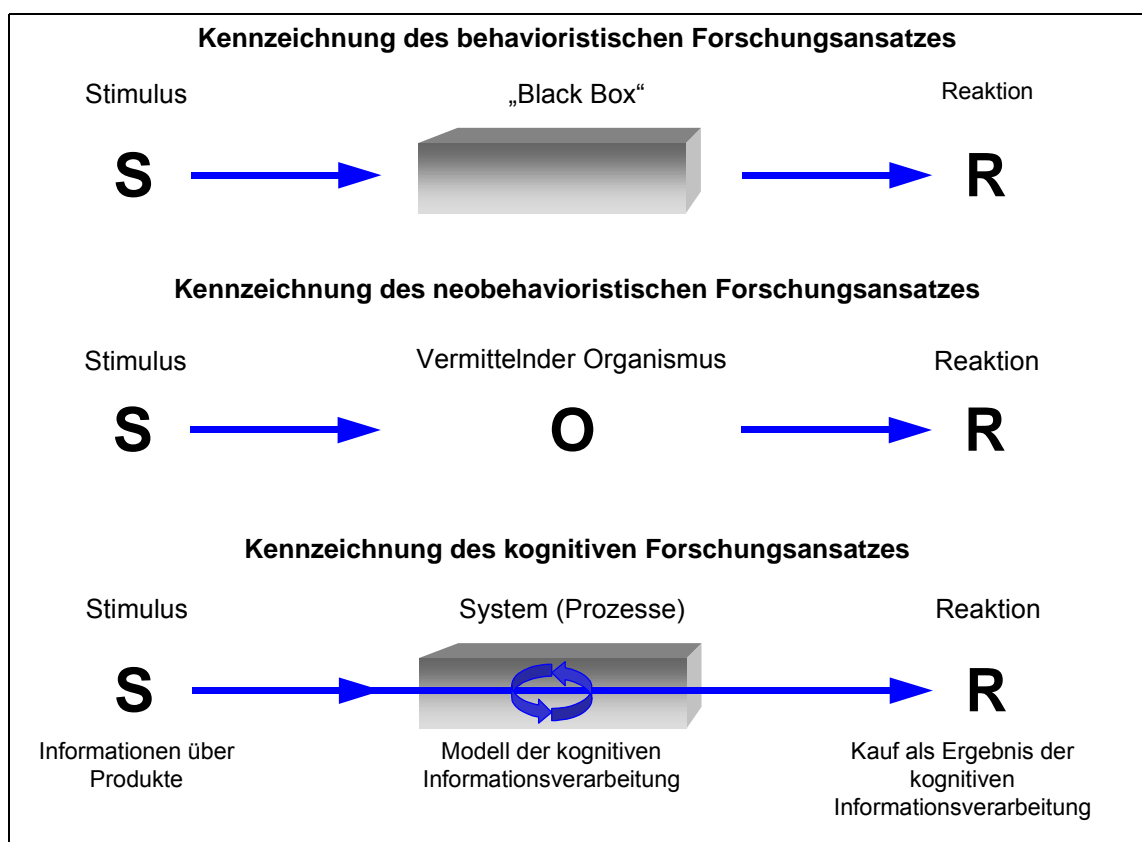 Kennzeichnung des behavioristischen Forschungsansatzes
Stimulus
„Black Box“
Reaktion
S
R
Kennzeichnung des neobehavioristischen Forschungsansatzes
Stimulus
Vermittelnder Organismus
Reaktion
S
O
R
Kennzeichnung des kognitiven Forschungsansatzes
Stimulus
System (Prozesse)
Reaktion
S
R
Informationen über
Produkte
Modell der kognitiven
Informationsverarbeitung
Kauf als Ergebnis der
kognitiven
Informationsverarbeitung